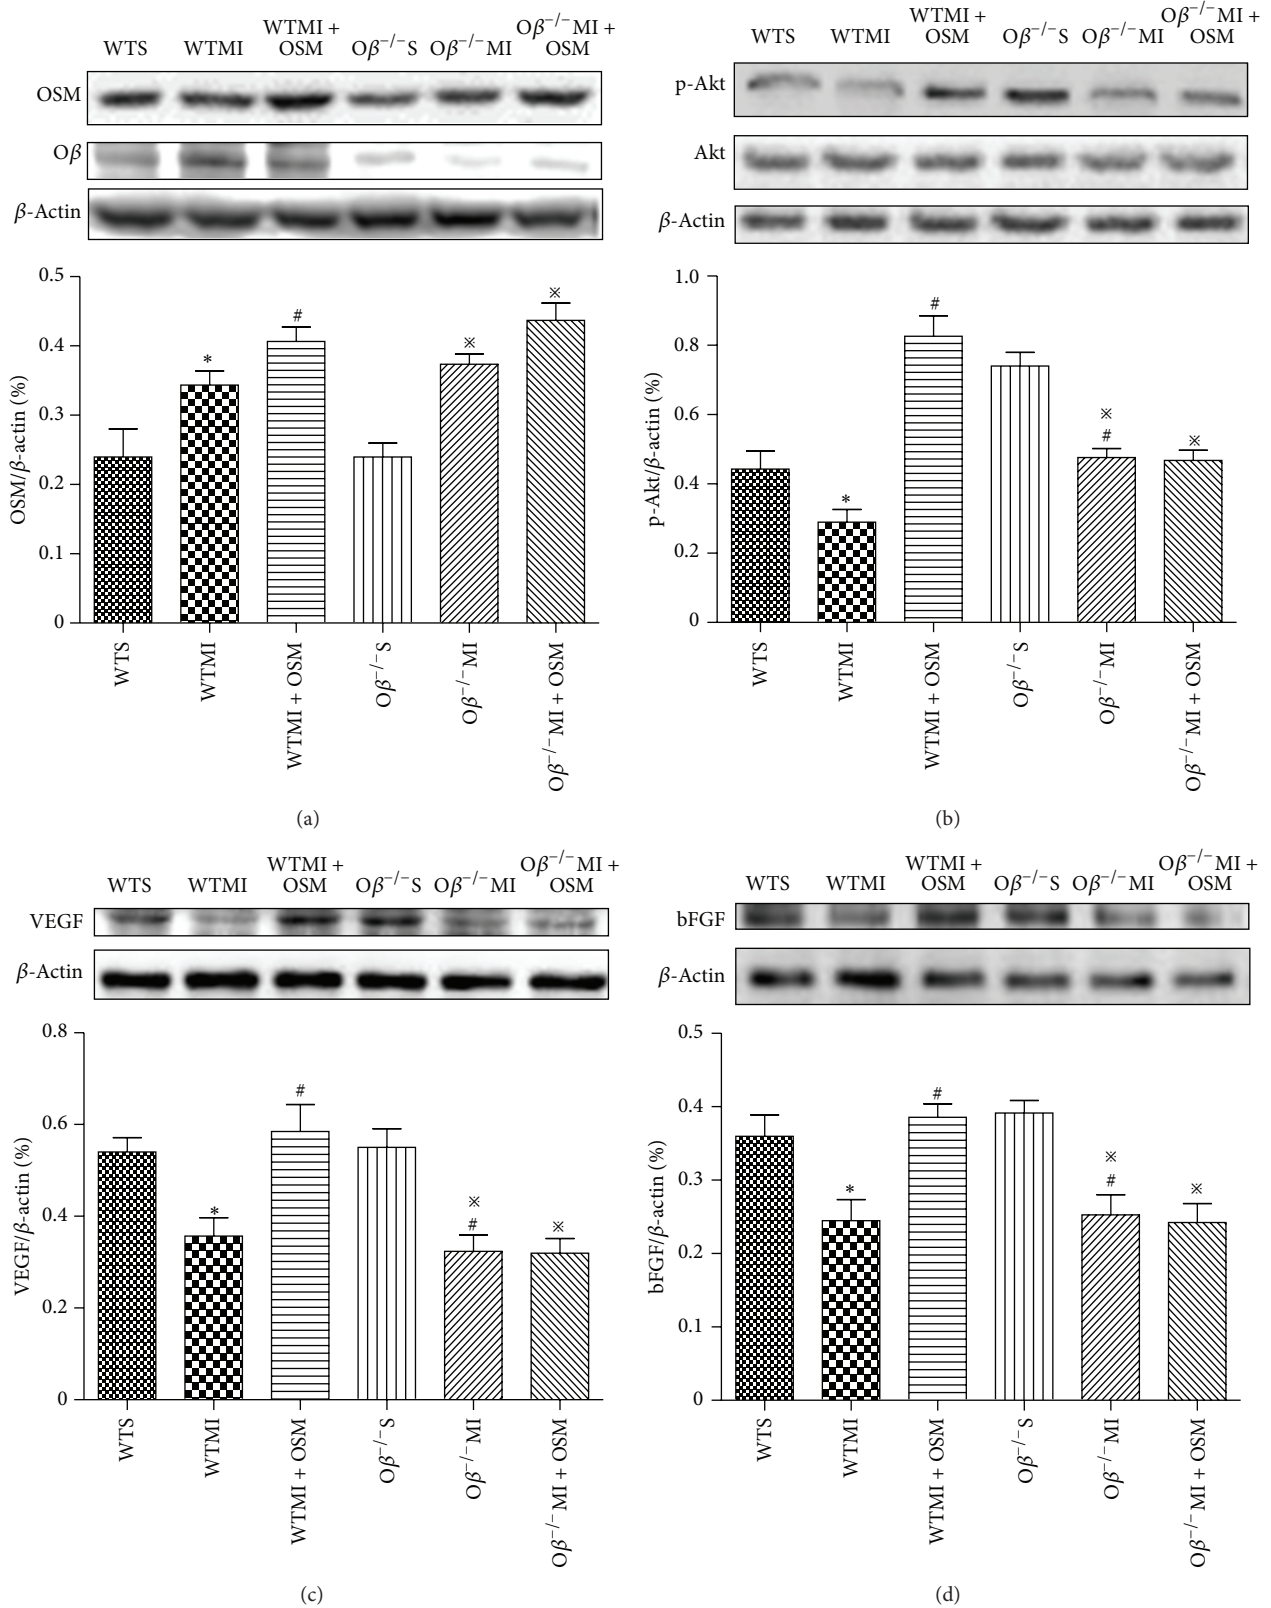 WTS WTMI WTMI + OSM Oβ−/−S Oβ−/−MI Oβ−/−MI + OSM
OSM
Oβ
β-Actin
0.5
0.4
0.3
0.2
0.1
0
OSM/β-actin (%)
*
#
※
※
WTS
WTMI
WTMI + OSM
Oβ−/−S
Oβ−/−MI
Oβ−/−MI + OSM
(a)
WTS WTMI WTMI + OSM Oβ−/−S Oβ−/−MI Oβ−/−MI + OSM
p-Akt
Akt
β-Actin
1.0
0.8
0.6
0.4
0.2
0
p-Akt/β-actin (%)
*
#
※
#
※
WTS
WTMI
WTMI + OSM
Oβ−/−S
Oβ−/−MI
Oβ−/−MI + OSM
(b)
WTS WTMI WTMI + OSM Oβ−/−S Oβ−/−MI Oβ−/−MI + OSM
VEGF
β-Actin
0.8
0.6
0.4
0.2
0
VEGF/β-actin (%)
*
#
※
#
※
WTS
WTMI
WTMI + OSM
Oβ−/−S
Oβ−/−MI
Oβ−/−MI + OSM
(c)
WTS WTMI WTMI + OSM Oβ−/−S Oβ−/−MI Oβ−/−MI + OSM
bFGF
β-Actin
0.5
0.4
0.3
0.2
0.1
0
bFGF/β-actin (%)
*
#
※
#
※
WTS
WTMI
WTMI + OSM
Oβ−/−S
Oβ−/−MI
Oβ−/−MI + OSM
(d)